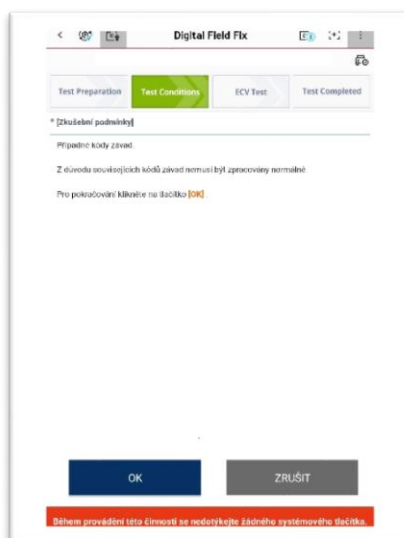 Digital Field Fix
Test Preparation
Test Conditions
ECV Test
Test Completed
* [Zkušební podmínky]
Případné kódy závad.
Z důvodu souvisejících kódů závad nemusí být zpracovány normálně
Pro pokračování klikněte na tlačítko [OK] .
OK
ZRUŠIT
Během provádění této činnosti se nedotýkejte žádného systémového tlačítka.